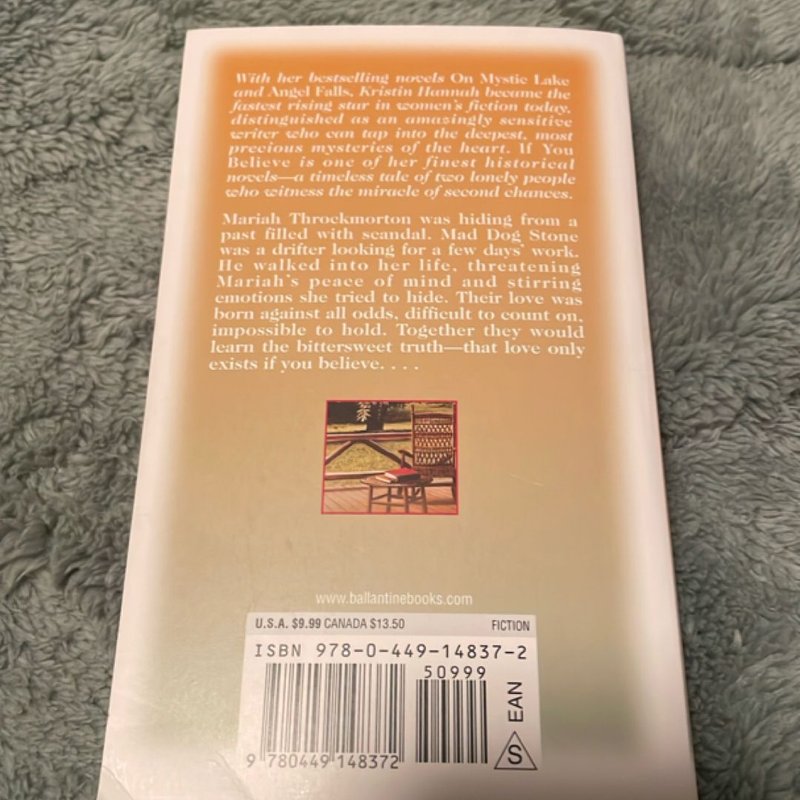 With her bestselling novels On Mystic Lake
and Angel Falls, Kristin Hannah became the
fastest rising star in women's fiction today,
distinguished as an amazingly sensitive
writer who can tap into the deepest, most
precious mysteries of the heart. If You
Believe is one of her finest historical
novels—a timeless tale of two lonely people
who witness the miracle of second chances.
Mariah Throckmorton was hiding from a
past filled with scandal. Mad Dog Stone
was a drifter looking for a few days' work.
He walked into her life, threatening
Mariah's peace of mind and stirring
emotions she tried to hide. Their love was
born against all odds, difficult to count on,
impossible to hold. Together they would
learn the bittersweet truth—that love only
exists if you believe. . . .
www.ballantinebooks.com
U.S.A. $9.99 CANADA $13.50 FICTION
ISBN 978-0-449-14837-2
50999
EAN
S
9 780449 148372